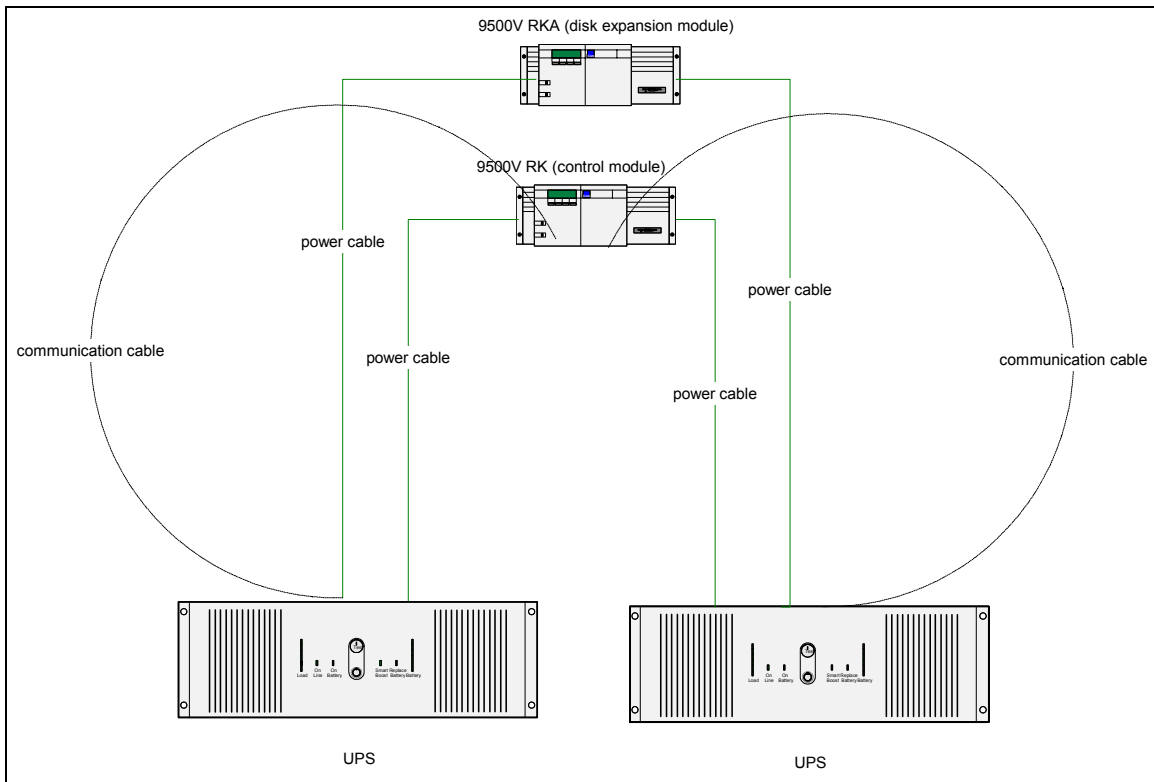 9500V RKA (disk expansion module)
9500V RK (control module)
power cable
power cable
communication cable
communication cable
power cable
power cable
Load
On Line
On Battery
Smart Boost
Replace Battery
Battery
Load
On Line
On Battery
Smart Boost
Replace Battery
Battery
UPS
UPS